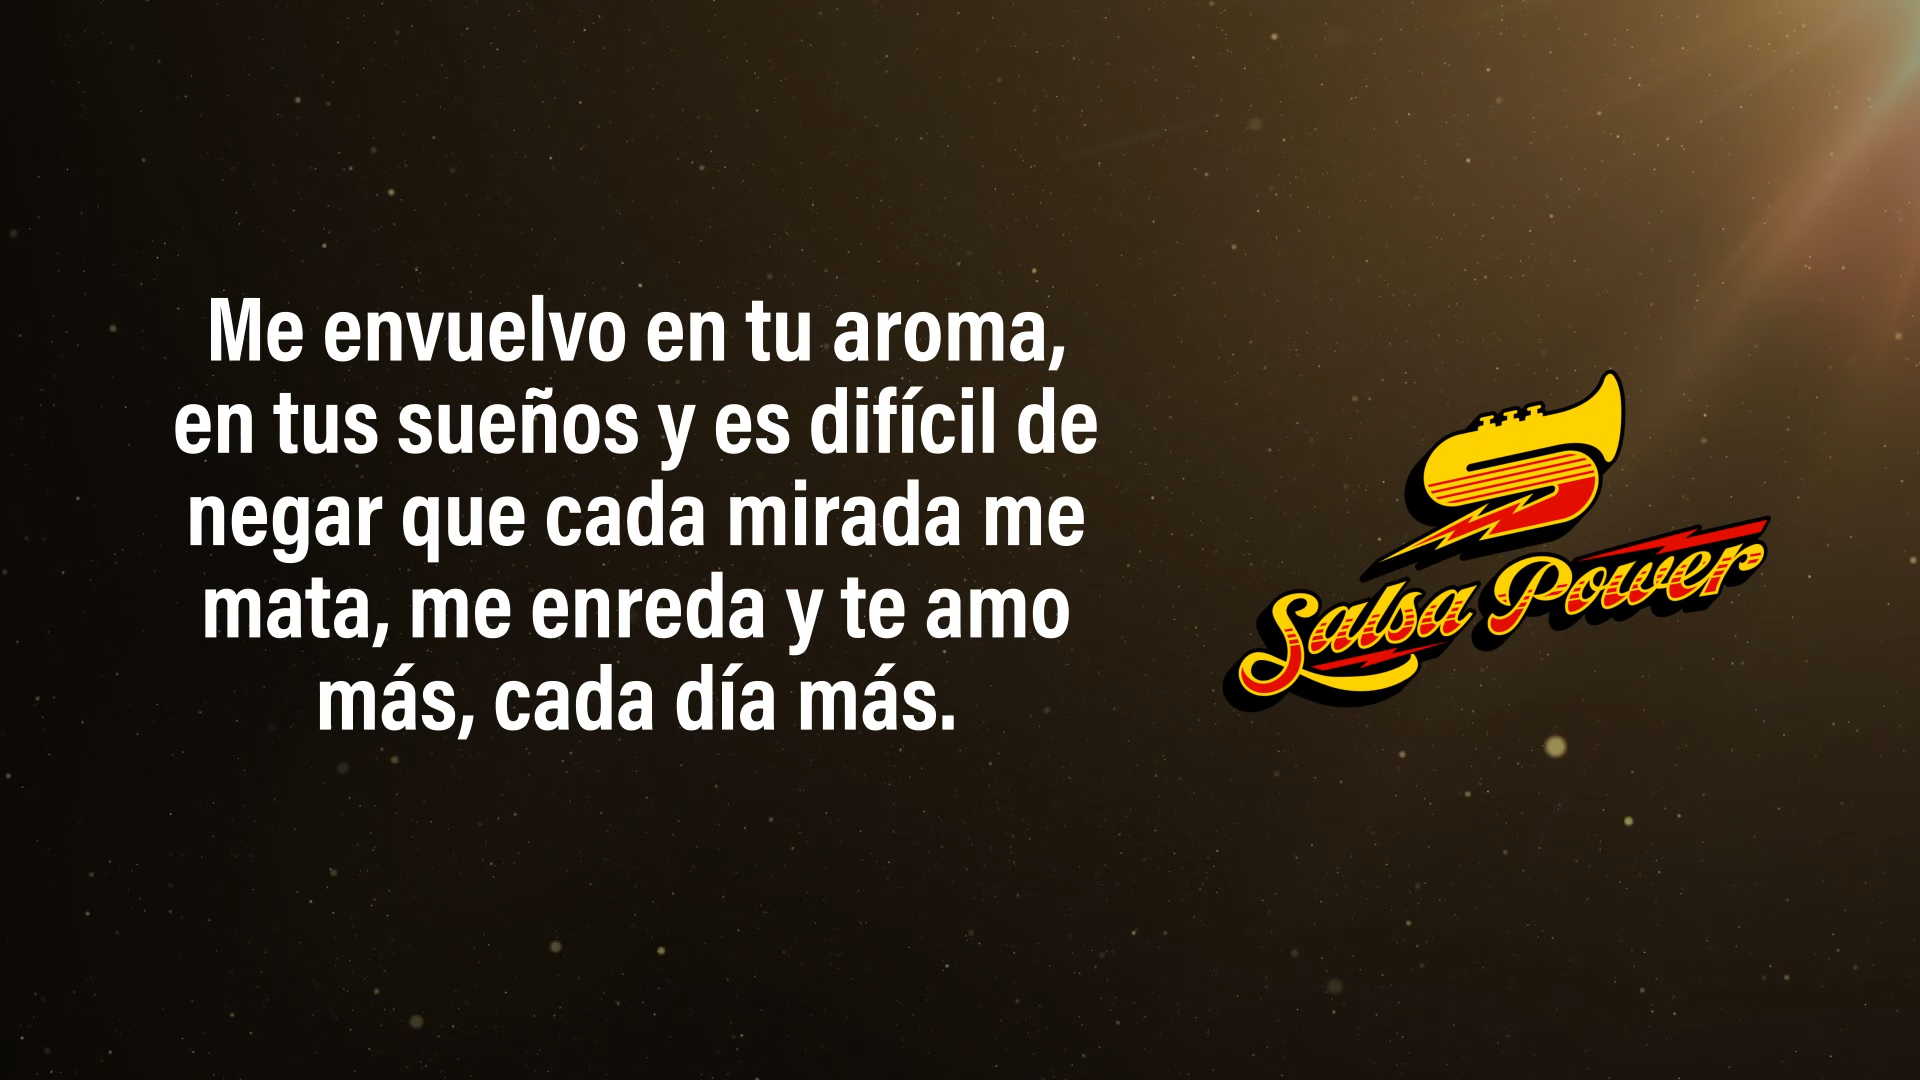 Me envuelvo en tu aroma,
en tus sueños y es difícil de
negar que cada mirada me
mata, me enreda y te amo
más, cada día más.
Salsa Power